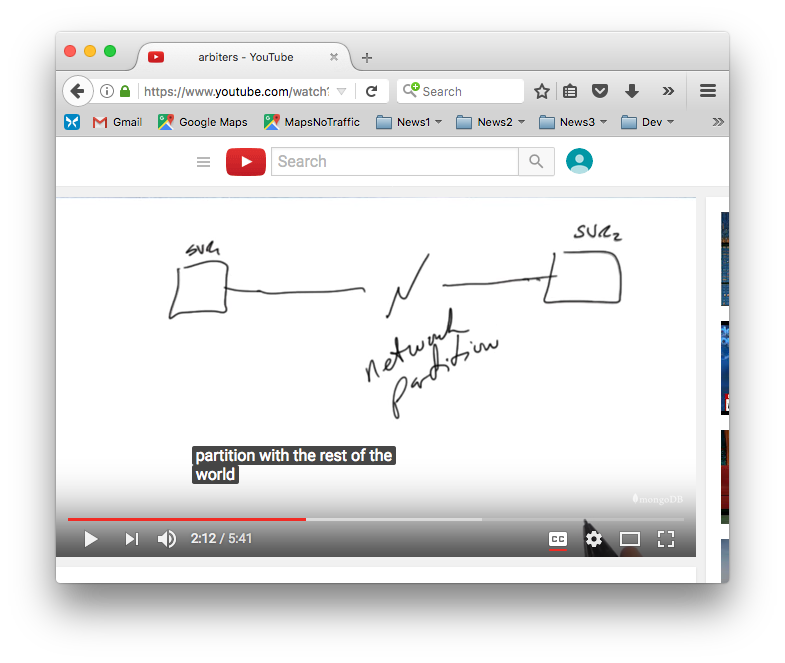 arbiters - YouTube
https://www.youtube.com/watch?
Search
Gmail
Google Maps
MapsNoTraffic
News1
News2
News3
Dev
Search
SVR1
SVR2
network
partition
partition with the rest of the
world
mongoDB
2:12 / 5:41
CC